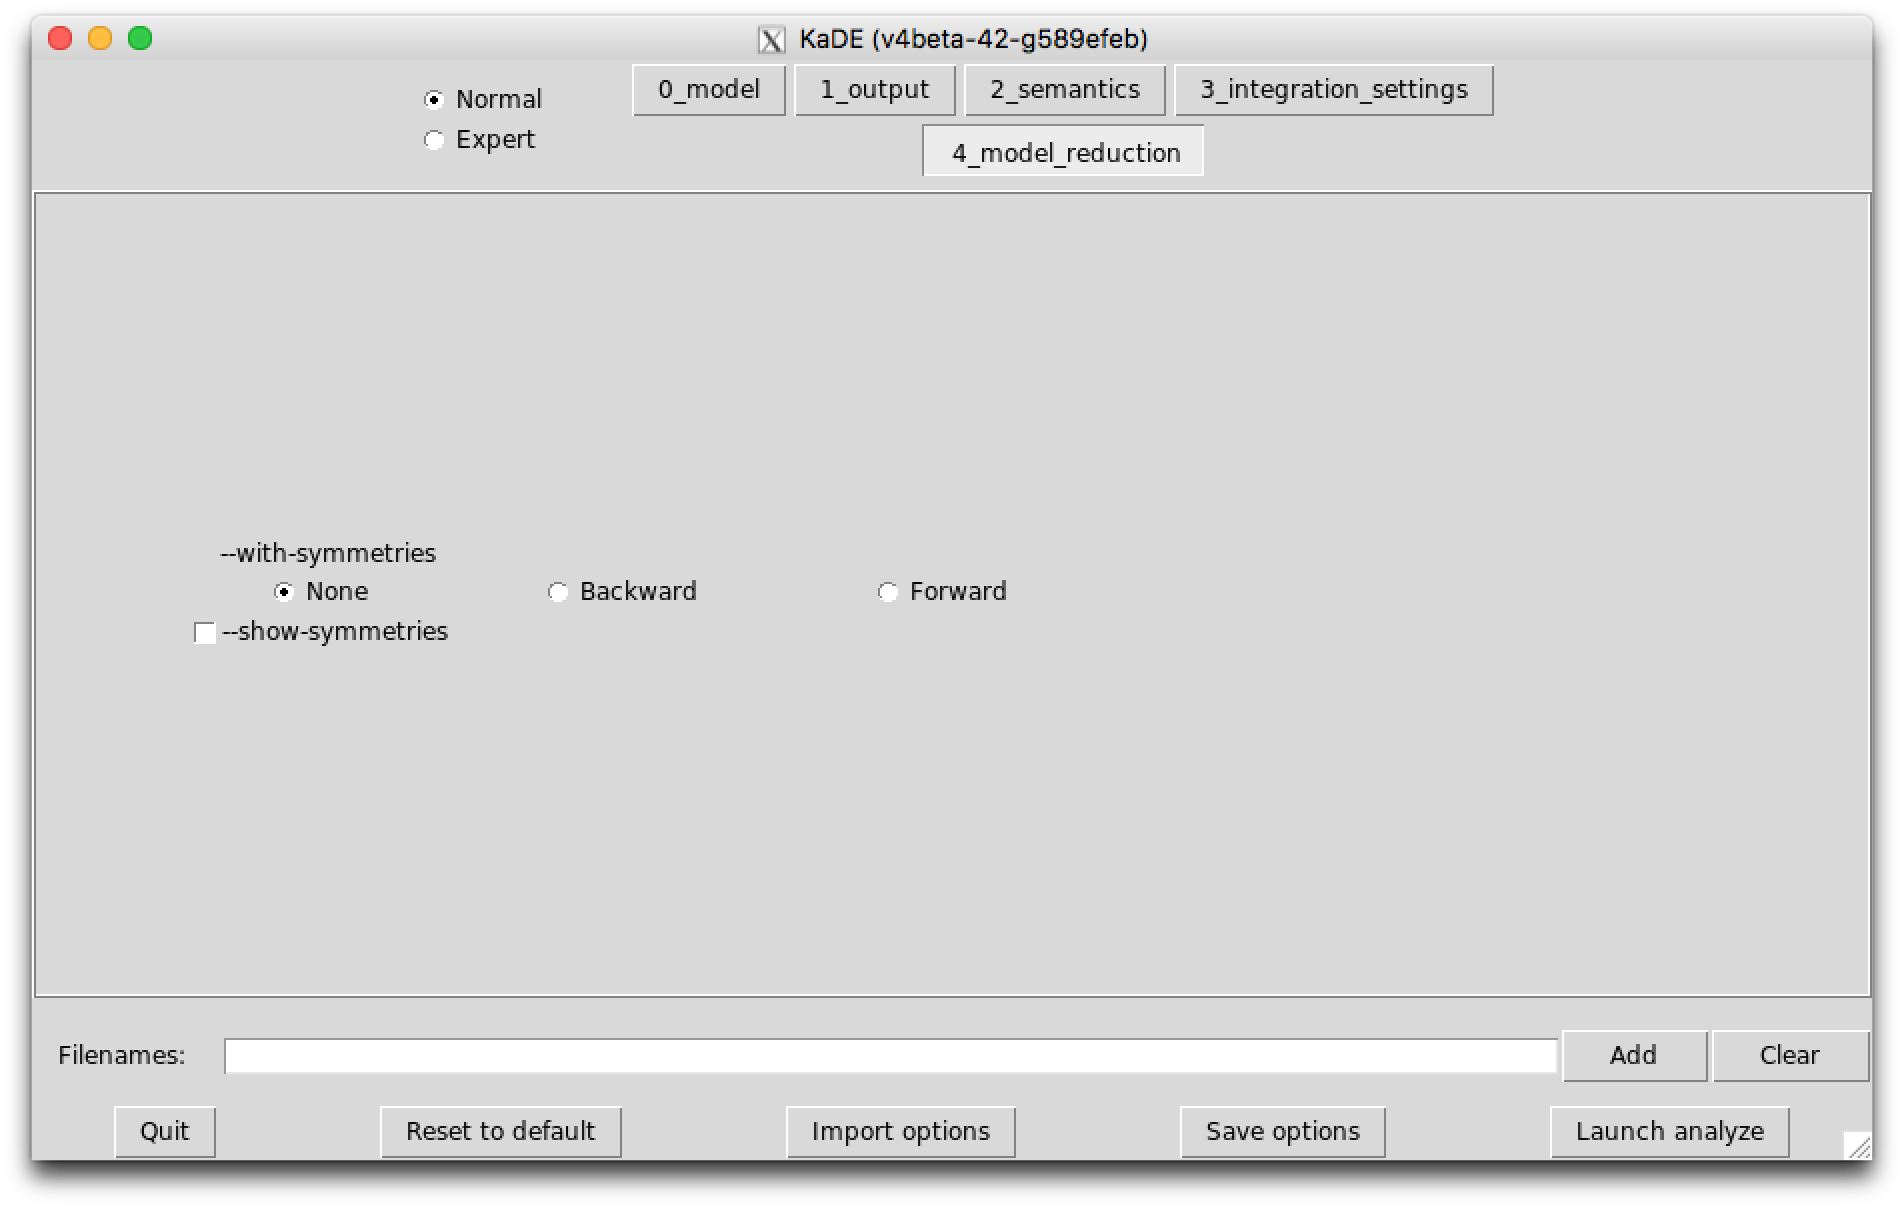 KaDE (v4beta-42-g589efeb)
Normal
Expert
0_model 1_output 2_semantics 3_integration_settings
4_model_reduction
--with-symmetries
None Backward Forward
--show-symmetries
Filenames: Add Clear
Quit Reset to default Import options Save options Launch analyze